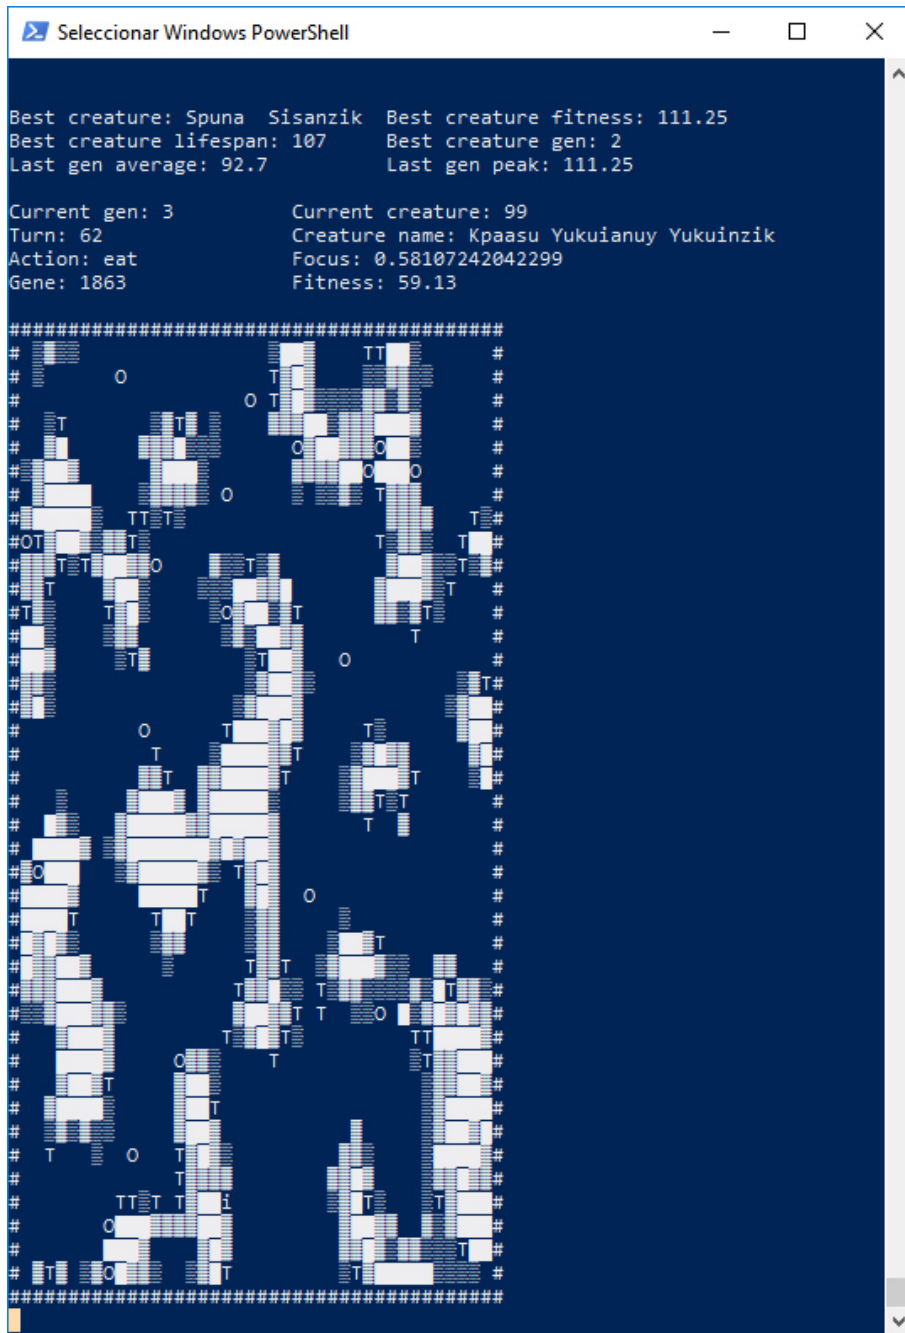 Seleccionar Windows PowerShell
Best creature: Spuna  Sisanzik  Best creature fitness: 111.25
Best creature lifespan: 107     Best creature gen: 2
Last gen average: 92.7          Last gen peak: 111.25
Current gen: 3          Current creature: 99
Turn: 62                Creature name: Kpaasu Yukuianuy Yukuinzik
Action: eat             Focus: 0.58107242042299
Gene: 1863              Fitness: 59.13